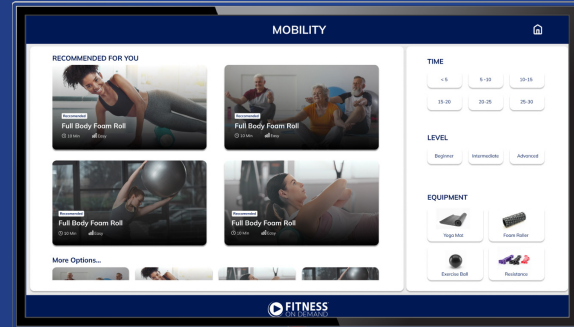 MOBILITY
RECOMMENDED FOR YOU
Recommended
Full Body Foam Roll
10 Min Easy
Recommended
Full Body Foam Roll
10 Min Easy
Recommended
Full Body Foam Roll
10 Min Easy
Recommended
Full Body Foam Roll
10 Min Easy
More Options...
TIME
< 5 5 -10 10-15
15-20 20-25 25-30
LEVEL
Beginner Intermediate Advanced
EQUIPMENT
Yoga Mat Foam Roller
Exercise Ball Resistance
FITNESS
ON DEMAND